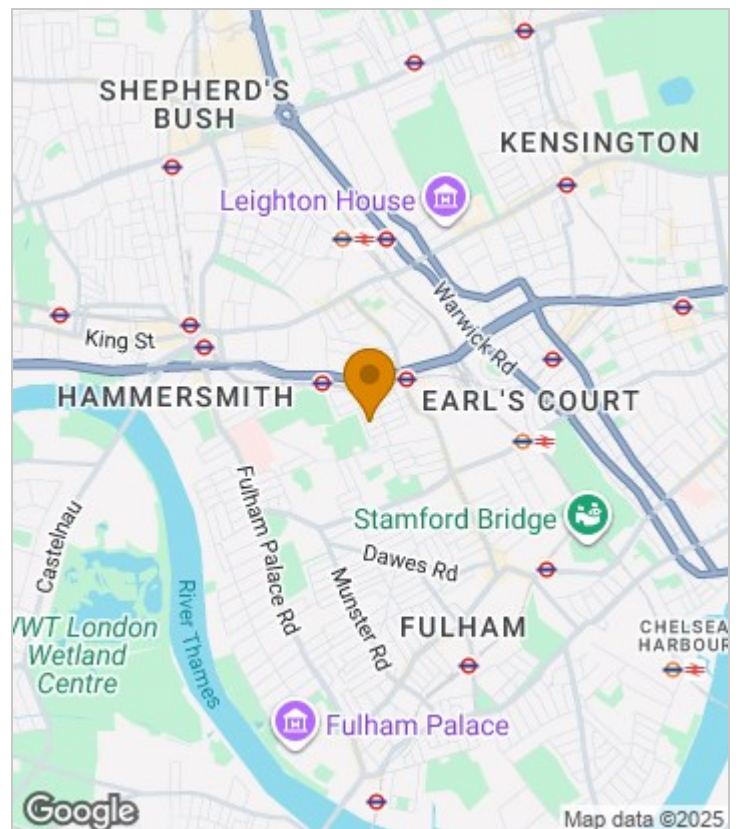 SHEPHERD'S
BUSH
KENSINGTON
Leighton House
Warwick Rd
King St
HAMMERSMITH
EARL'S COURT
Fulham Palace Rd
Castelnau
Stamford Bridge
Dawes Rd
River Thames
Munster Rd
WT London
Wetland
Centre
FULHAM
CHELSEA
HARBOUR
Fulham Palace
Google
Map data ©2025